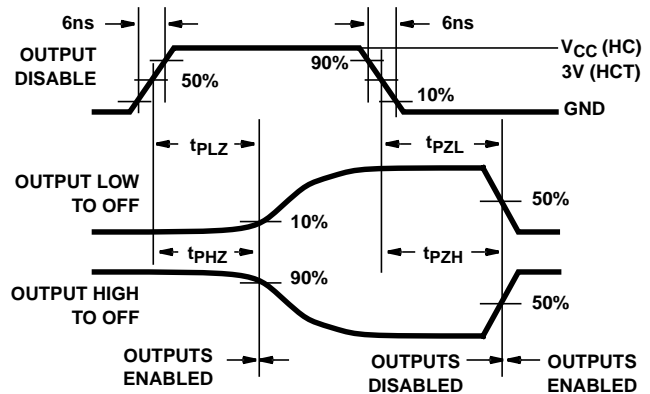 6ns
6ns
OUTPUT
DISABLE
50%
90%
10%
VCC (HC)
3V (HCT)
GND
tPLZ
tPZL
OUTPUT LOW
TO OFF
10%
50%
tPHZ
tPZH
OUTPUT HIGH
TO OFF
90%
50%
OUTPUTS
ENABLED
OUTPUTS
DISABLED
OUTPUTS
ENABLED